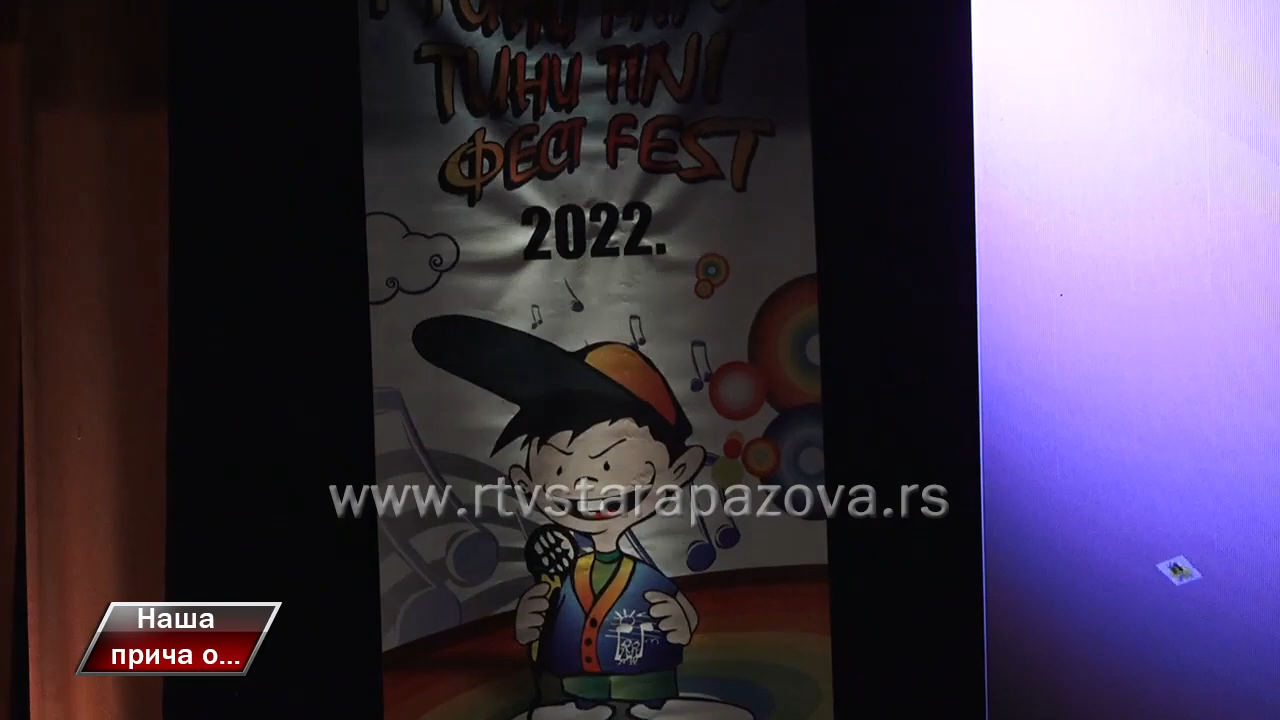 ТИНИ TINI
ФЕСТ FEST
2022.
www.rtvstarapazova.rs
Наша
прича о...